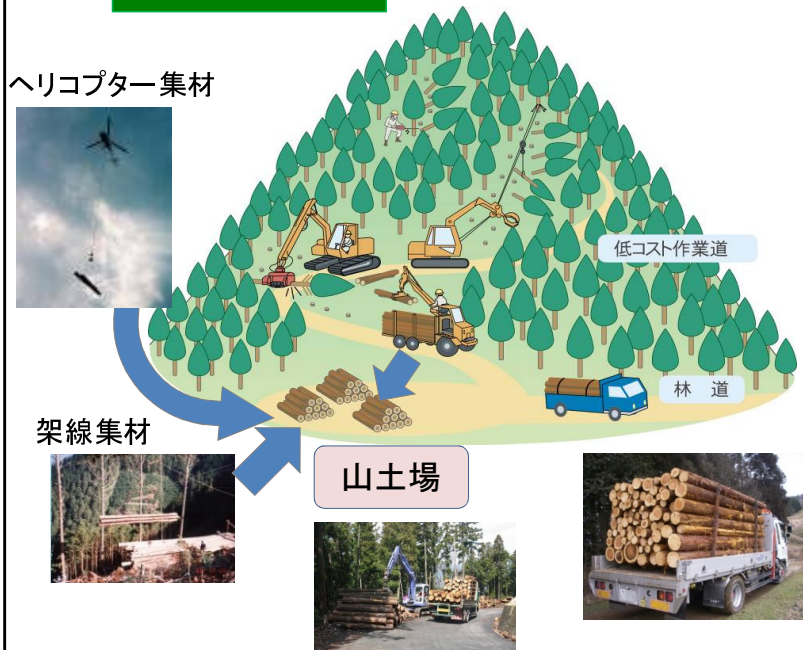 ヘリコプター集材
低コスト作業道
林　道
架線集材
山土場